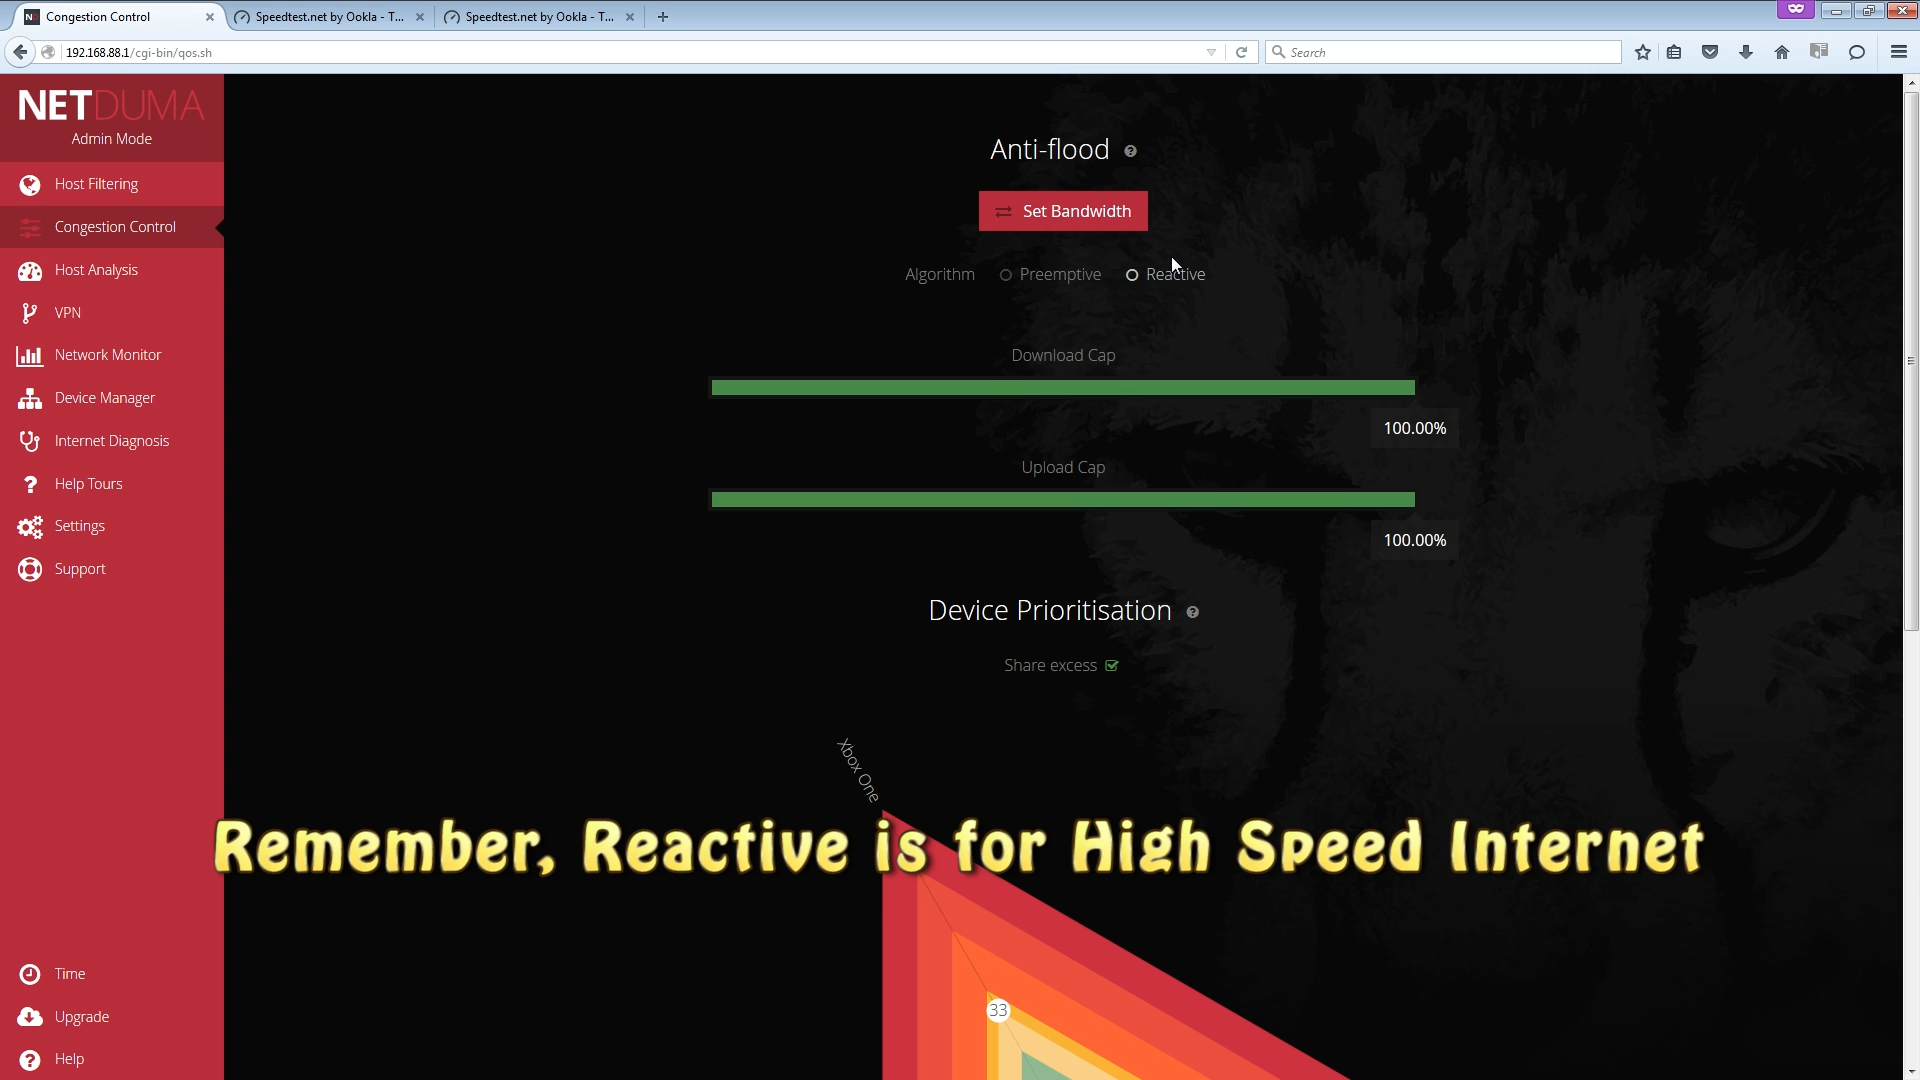 Congestion Control
Speedtest.net by Ookla - T...
Speedtest.net by Ookla - T...
192.168.88.1/cgi-bin/qos.sh
Search
NETDUMA
Admin Mode
Host Filtering
Congestion Control
Host Analysis
VPN
Network Monitor
Device Manager
Internet Diagnosis
Help Tours
Settings
Support
Time
Upgrade
Help
Anti-flood
Set Bandwidth
Algorithm Preemptive Reactive
Download Cap
100.00%
Upload Cap
100.00%
Device Prioritisation
Share excess
Xbox One
Remember, Reactive is for High Speed Internet
33